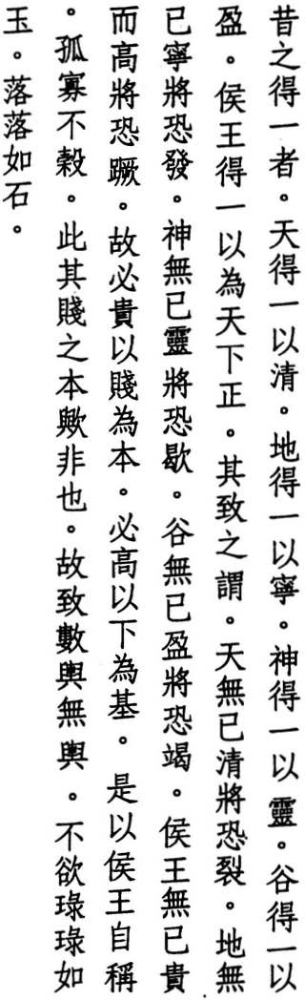 昔之得一者。天得一以清。地得一以寧。神得一以靈。谷得一以
盈。侯王得一以為天下正。其致之謂。天無已清將恐裂。地無
已寧將恐發。神無已靈將恐歇。谷無已盈將恐竭。侯王無已貴
而高將恐蹶。故必貴以賤為本。必高以下為基。是以侯王自稱
。孤寡不穀。此其賤之本歟非也。故致數輿無輿。不欲琭琭如
玉。落落如石。